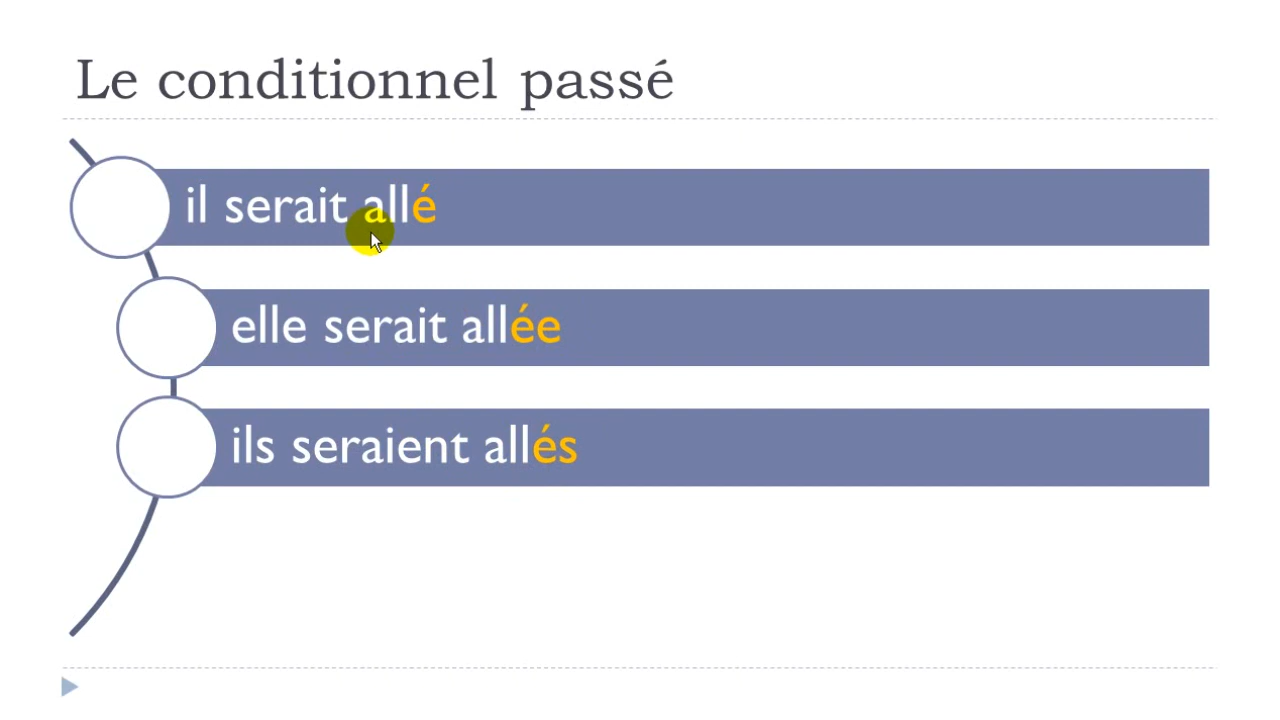 Le conditionnel passé
il serait allé
elle serait allée
ils seraient allés